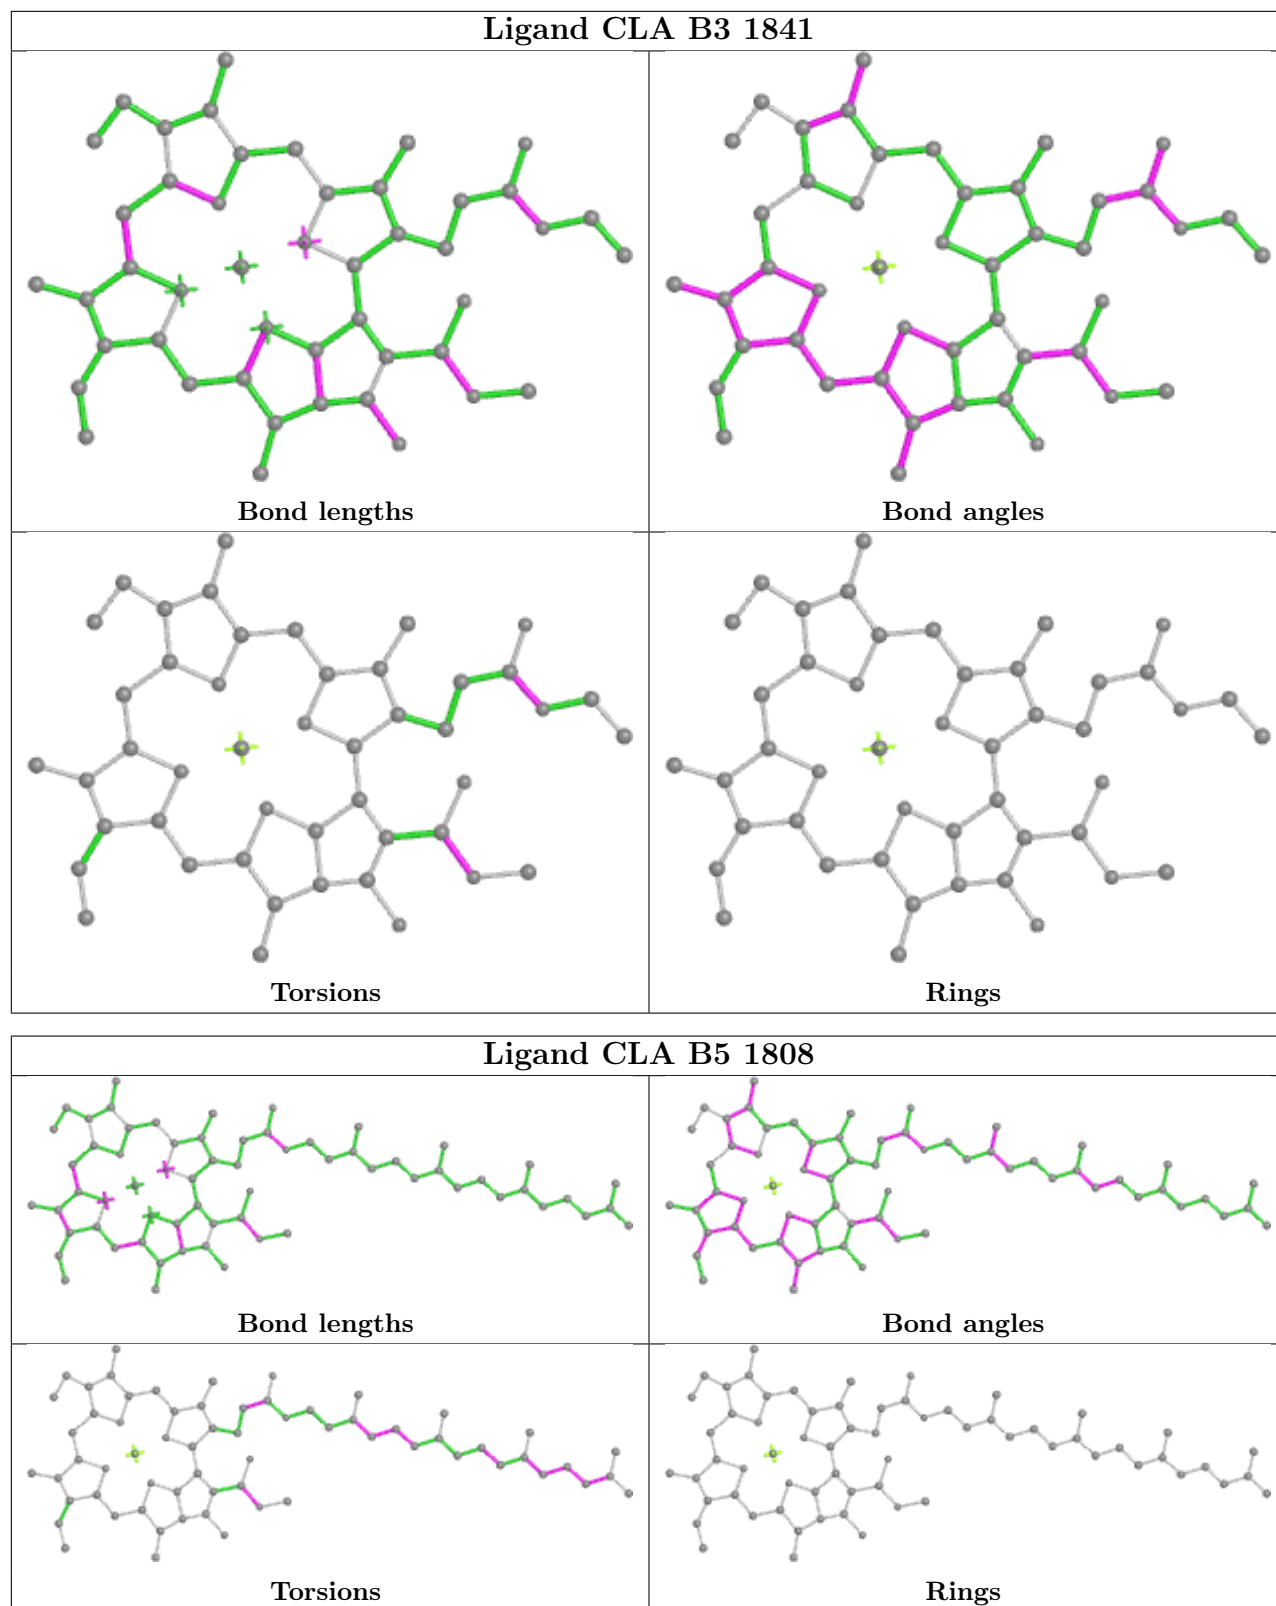 Ligand CLA B3 1841
Bond lengths
Bond angles
Torsions
Rings
Ligand CLA B5 1808
Bond lengths
Bond angles
Torsions
Rings